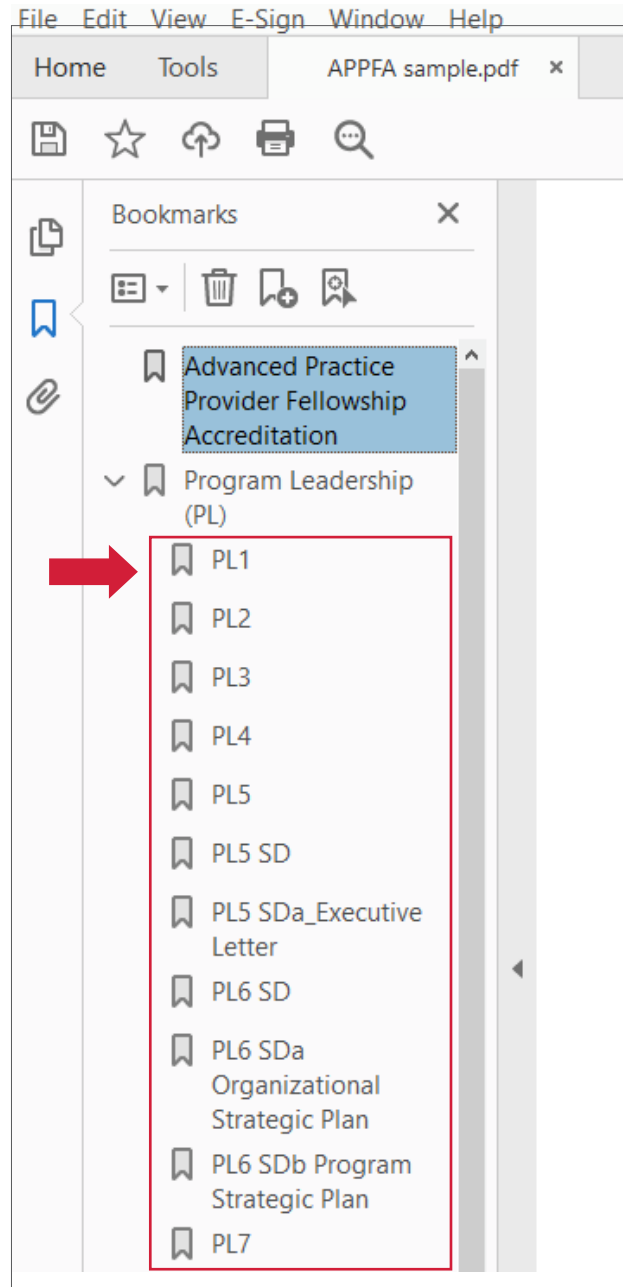 File Edit View E-Sign Window Help
Home Tools APPFA sample.pdf ×
Bookmarks ×
Advanced Practice
Provider Fellowship
Accreditation
Program Leadership
(PL)
PL1
PL2
PL3
PL4
PL5
PL5 SD
PL5 SDa_Executive
Letter
PL6 SD
PL6 SDa
Organizational
Strategic Plan
PL6 SDb Program
Strategic Plan
PL7